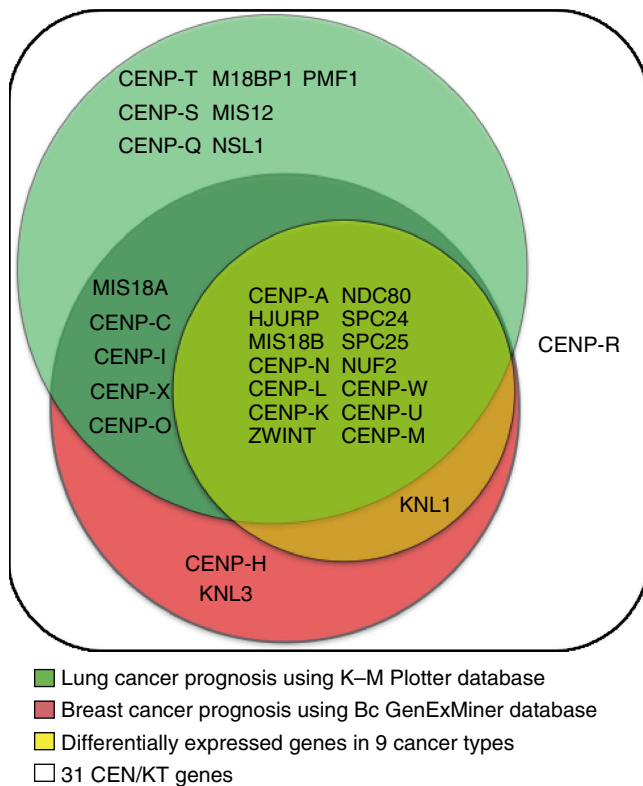 CENP-T M18BP1 PMF1
CENP-S MIS12
CENP-Q NSL1
MIS18A
CENP-C
CENP-I
CENP-X
CENP-O
CENP-A NDC80
HJURP SPC24
MIS18B SPC25
CENP-N NUF2
CENP-L CENP-W
CENP-K CENP-U
ZWINT CENP-M
CENP-R
KNL1
CENP-H
KNL3
Lung cancer prognosis using K–M Plotter database
Breast cancer prognosis using Bc GenExMiner database
Differentially expressed genes in 9 cancer types
31 CEN/KT genes